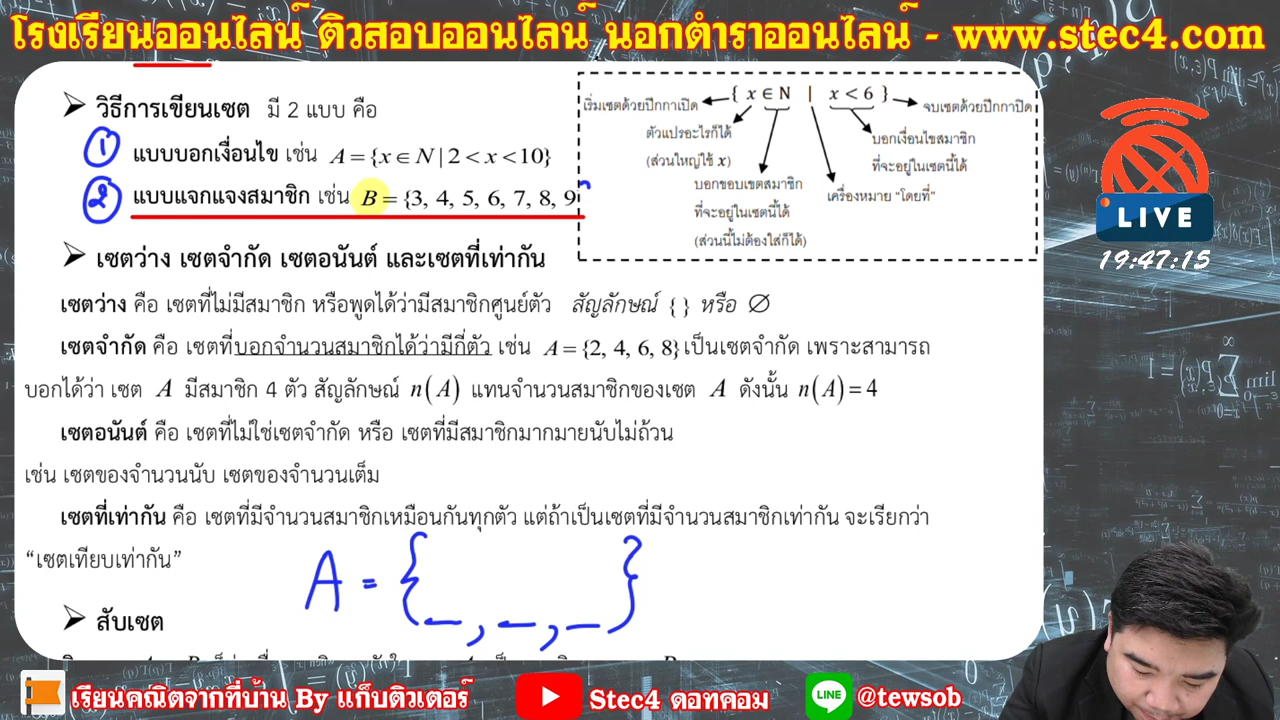 โรงเรียนออนไลน์ ติวสอบออนไลน์ นอกตำราออนไลน์ - www.stec4.com
➤ วิธีการเขียนเซต มี 2 แบบ คือ
① แบบบอกเงื่อนไข เช่น A = {x ∈ N | 2 < x < 10}
② แบบแจกแจงสมาชิก เช่น B = {3, 4, 5, 6, 7, 8, 9
{ x ∈ N | x < 6 }
เริ่มเซตด้วยปีกกาเปิด
จบเซตด้วยปีกกาปิด
ตัวแปรอะไรก็ได้
(ส่วนใหญ่ใช้ x)
บอกเงื่อนไขสมาชิก
ที่จะอยู่ในเซตนี้ได้
บอกขอบเขตสมาชิก
ที่จะอยู่ในเซตนี้ได้
(ส่วนนี้ไม่ต้องใส่ก็ได้)
เครื่องหมาย "โดยที่"
LIVE
19:47:15
➤ เซตว่าง เซตจำกัด เซตอนันต์ และเซตที่เท่ากัน
เซตว่าง คือ เซตที่ไม่มีสมาชิก หรือพูดได้ว่ามีสมาชิกศูนย์ตัว สัญลักษณ์ { } หรือ ∅
เซตจำกัด คือ เซตที่บอกจำนวนสมาชิกได้ว่ามีกี่ตัว เช่น A = {2, 4, 6, 8} เป็นเซตจำกัด เพราะสามารถ
บอกได้ว่า เซต A มีสมาชิก 4 ตัว สัญลักษณ์ n(A) แทนจำนวนสมาชิกของเซต A ดังนั้น n(A) = 4
เซตอนันต์ คือ เซตที่ไม่ใช่เซตจำกัด หรือ เซตที่มีสมาชิกมากมายนับไม่ถ้วน
เช่น เซตของจำนวนนับ เซตของจำนวนเต็ม
เซตที่เท่ากัน คือ เซตที่มีจำนวนสมาชิกเหมือนกันทุกตัว แต่ถ้าเป็นเซตที่มีจำนวนสมาชิกเท่ากัน จะเรียกว่า
"เซตเทียบเท่ากัน"
A = { _ , _ , _ }
➤ สับเซต
เรียนคณิตจากที่บ้าน By แก็บติวเตอร์ Stec4 ดอทคอม LINE @tewsob